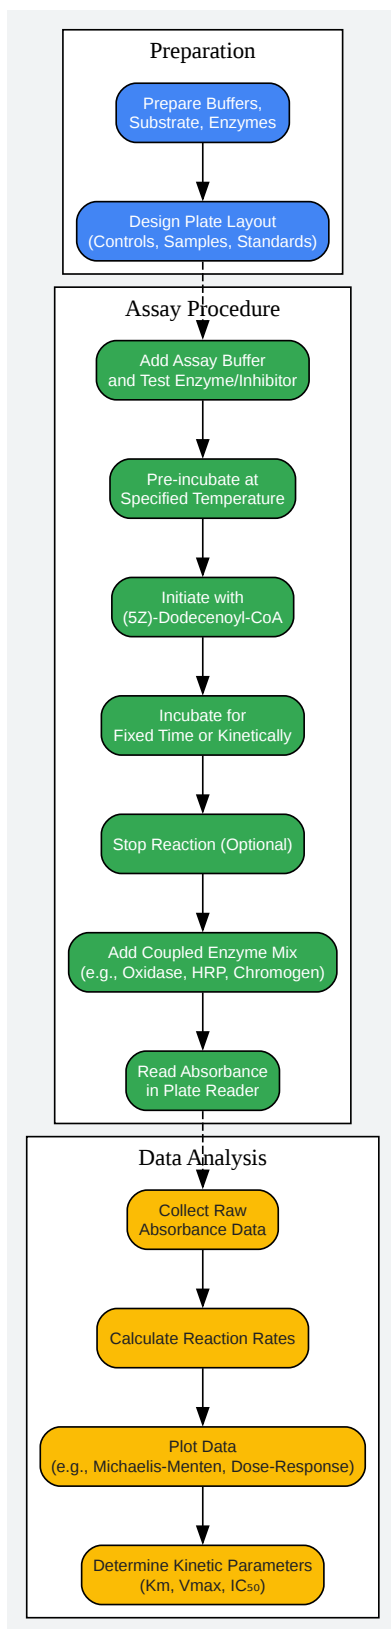 Preparation
Prepare Buffers,
Substrate, Enzymes
Design Plate Layout
(Controls, Samples, Standards)
Assay Procedure
Add Assay Buffer
and Test Enzyme/Inhibitor
Pre-incubate at
Specified Temperature
Initiate with
(5Z)-Dodecenoyl-CoA
Incubate for
Fixed Time or Kinetically
Stop Reaction (Optional)
Add Coupled Enzyme Mix
(e.g., Oxidase, HRP, Chromogen)
Read Absorbance
in Plate Reader
Data Analysis
Collect Raw
Absorbance Data
Calculate Reaction Rates
Plot Data
(e.g., Michaelis-Menten, Dose-Response)
Determine Kinetic Parameters
(Km, Vmax, IC₅₀)